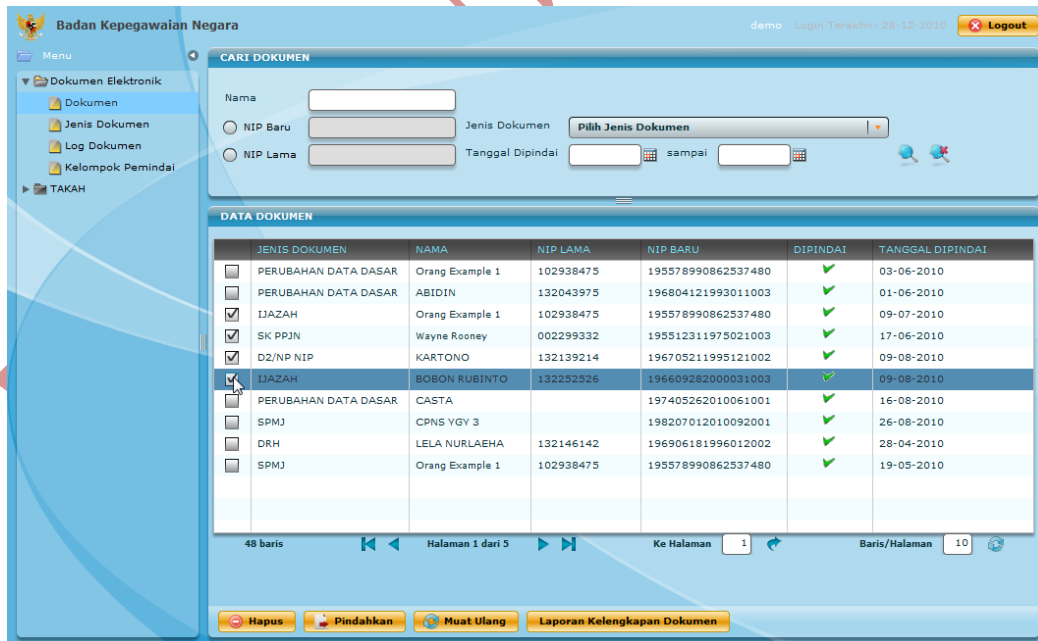 Badan Kepegawaian Negara demo Login Terakhir: 28-12-2010 Logout
Menu
Dokumen Elektronik
Dokumen
Jenis Dokumen
Log Dokumen
Kelompok Pemindai
TAKAH
CARI DOKUMEN
Nama
NIP Baru Jenis Dokumen Pilih Jenis Dokumen
NIP Lama Tanggal Dipindai sampai
DATA DOKUMEN
JENIS DOKUMEN NAMA NIP LAMA NIP BARU DIPINDAI TANGGAL DIPINDAI
PERUBAHAN DATA DASAR Orang Example 1 102938475 195578990862537480 03-06-2010
PERUBAHAN DATA DASAR ABIDIN 132043975 196804121993011003 01-06-2010
IJAZAH Orang Example 1 102938475 195578990862537480 09-07-2010
SK PPJN Wayne Rooney 002299332 195512311975021003 17-06-2010
D2/NP NIP KARTONO 132139214 196705211995121002 09-08-2010
IJAZAH BOBON RUBINTO 132252526 196609282000031003 09-08-2010
PERUBAHAN DATA DASAR CASTA 197405262010061001 16-08-2010
SPMJ CPNS YGY 3 198207012010092001 26-08-2010
DRH LELA NURLAEHA 132146142 196906181996012002 28-04-2010
SPMJ Orang Example 1 102938475 195578990862537480 19-05-2010
48 baris Halaman 1 dari 5 Ke Halaman 1 Baris/Halaman 10
Hapus Pindahkan Muat Ulang Laporan Kelengkapan Dokumen